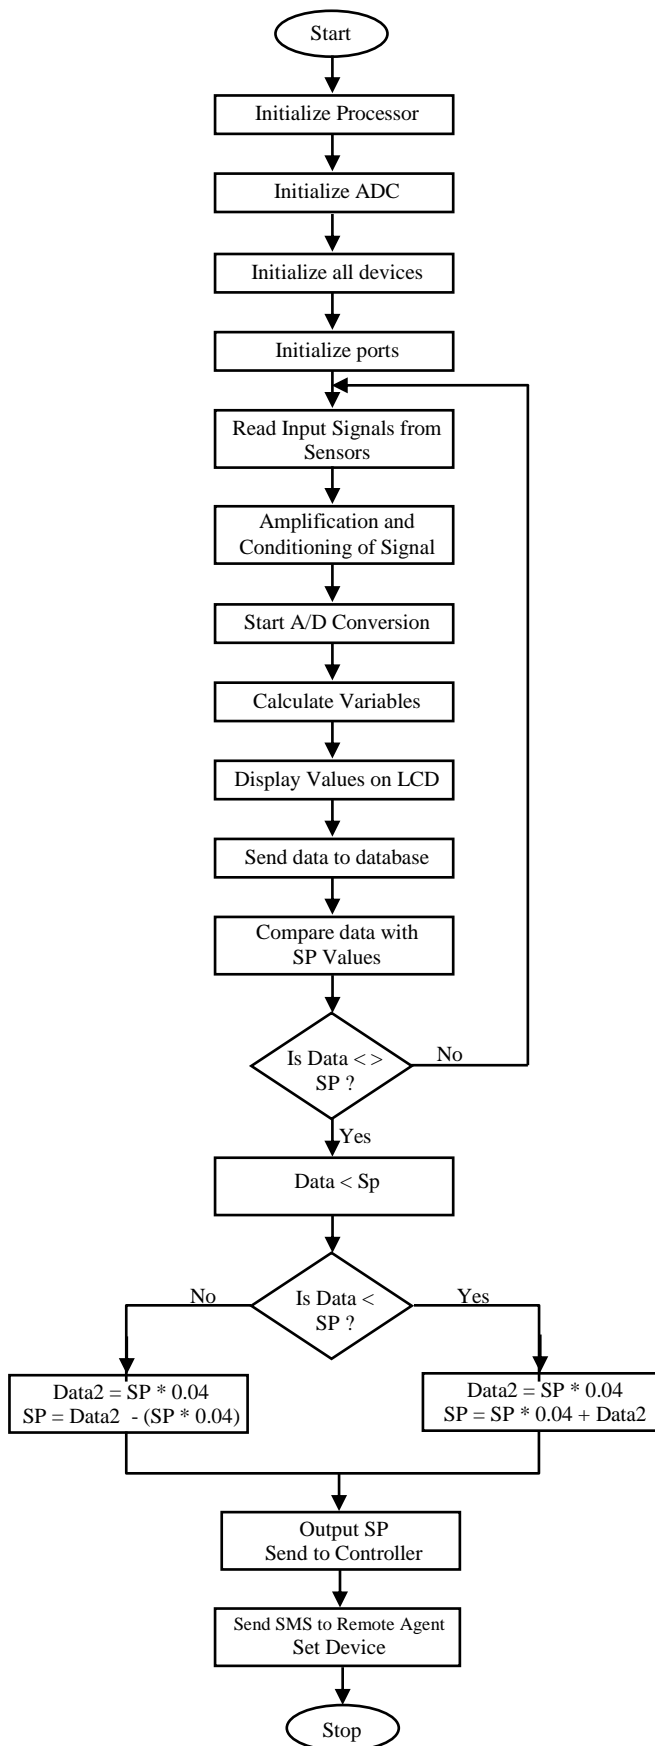 Start
Initialize Processor
Initialize ADC
Initialize all devices
Initialize ports
Read Input Signals from
Sensors
Amplification and
Conditioning of Signal
Start A/D Conversion
Calculate Variables
Display Values on LCD
Send data to database
Compare data with
SP Values
Is Data < >
SP ?
No
Yes
Data < Sp
Is Data <
SP ?
No
Yes
Data2 = SP * 0.04
SP = Data2 - (SP * 0.04)
Data2 = SP * 0.04
SP = SP * 0.04 + Data2
Output SP
Send to Controller
Send SMS to Remote Agent
Set Device
Stop